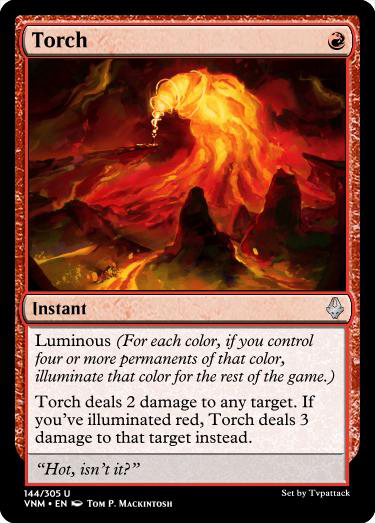 Torch
Instant
Luminous (For each color, if you control
four or more permanents of that color,
illuminate that color for the rest of the game.)
Torch deals 2 damage to any target. If
you've illuminated red, Torch deals 3
damage to that target instead.
“Hot, isn't it?”
144/305 U
VNM • EN Tom P. Mackintosh
Set by Tvpattack